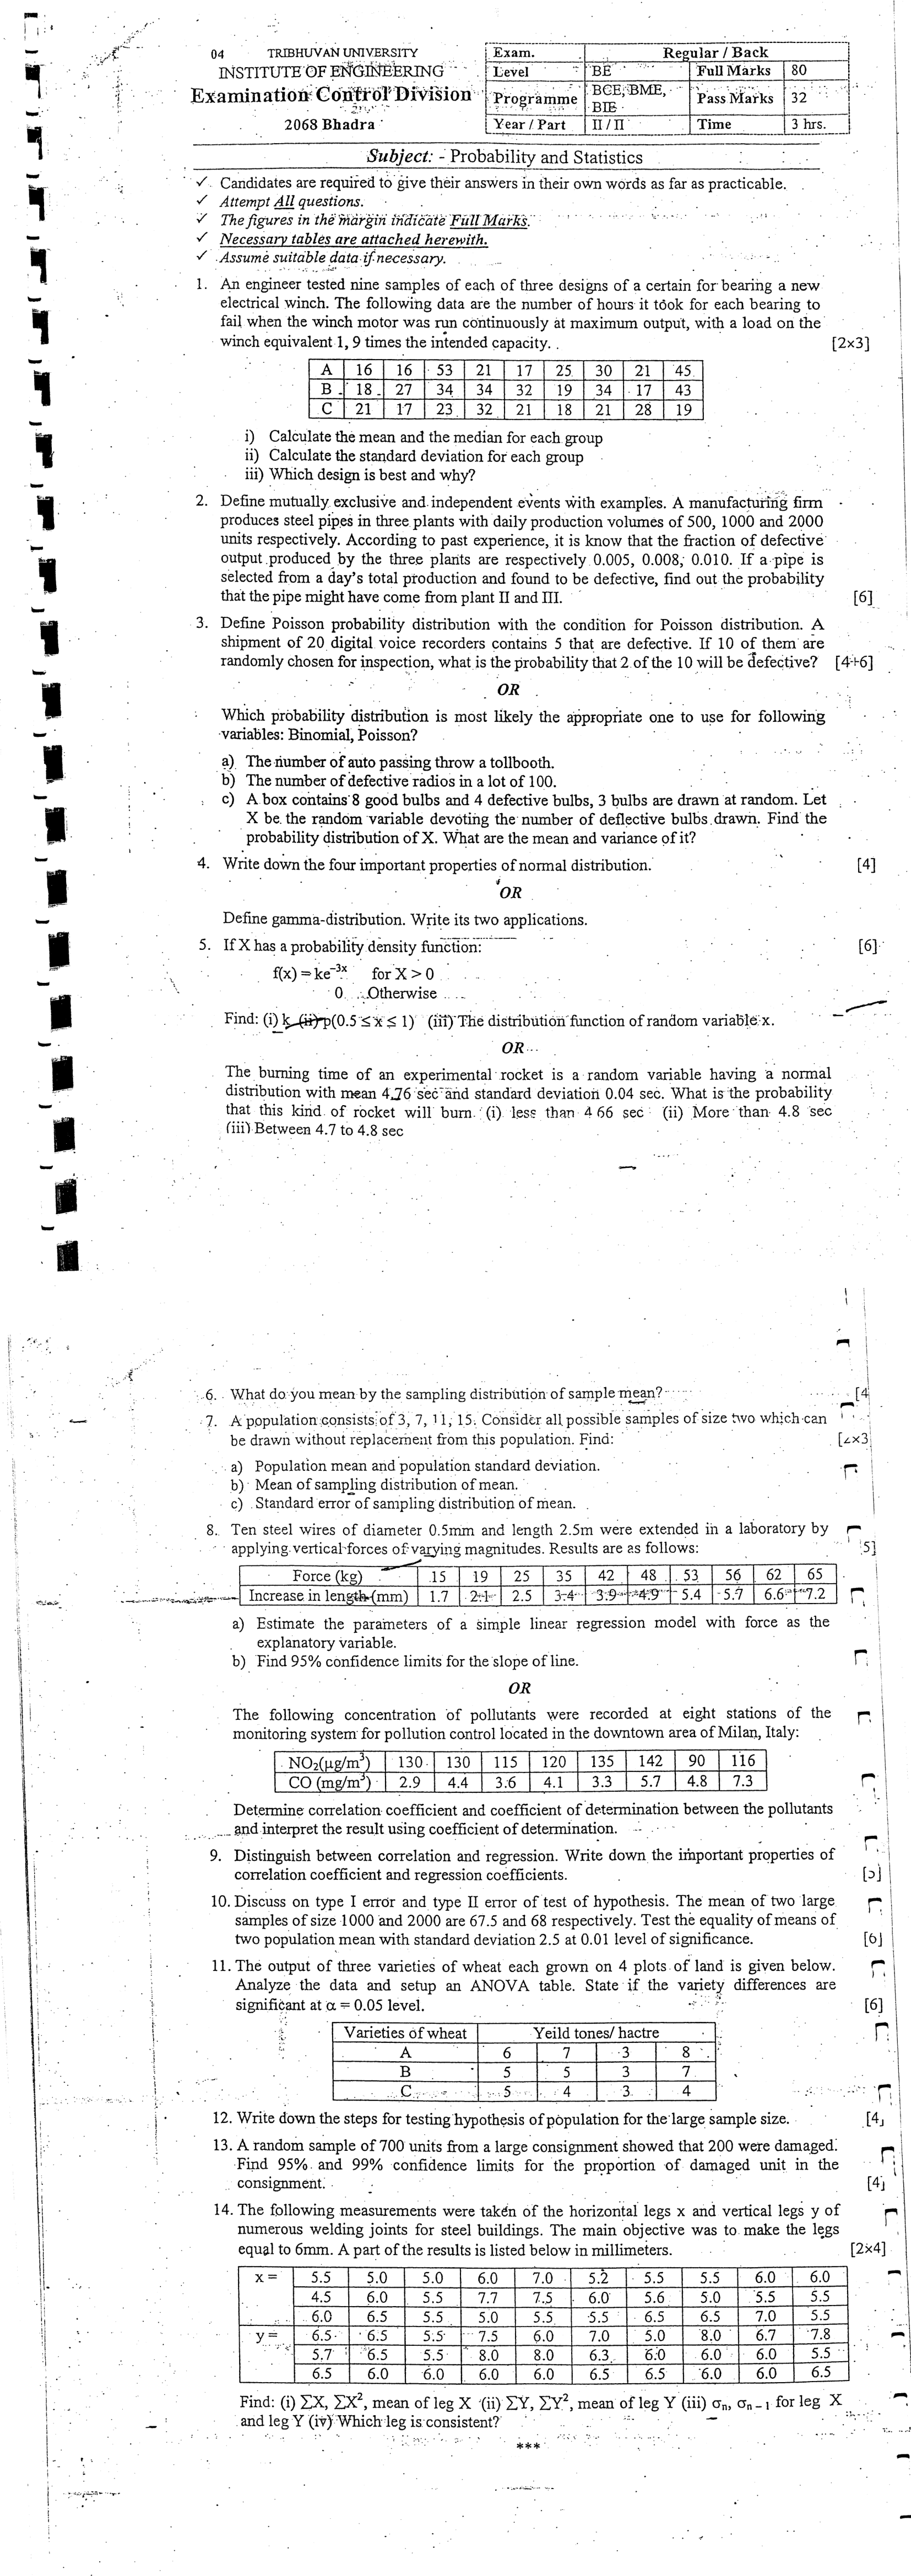 04 TRIBHUVAN UNIVERSITY
INSTITUTE OF ENGINEERING
Examination Control Division
2068 Bhadra
Exam. Regular / Back
Level BE Full Marks 80
Programme BCE, BME, BIE Pass Marks 32
Year / Part II / II Time 3 hrs.
Subject: - Probability and Statistics
✓ Candidates are required to give their answers in their own words as far as practicable.
✓ Attempt All questions.
✓ The figures in the margin indicate Full Marks.
✓ Necessary tables are attached herewith.
✓ Assume suitable data if necessary.
1. An engineer tested nine samples of each of three designs of a certain for bearing a new
electrical winch. The following data are the number of hours it took for each bearing to
fail when the winch motor was run continuously at maximum output, with a load on the
winch equivalent 1, 9 times the intended capacity. . [2×3]
A 16 16 53 21 17 25 30 21 45
B 18 27 34 34 32 19 34 17 43
C 21 17 23 32 21 18 21 28 19
i) Calculate the mean and the median for each group
ii) Calculate the standard deviation for each group
iii) Which design is best and why?
2. Define mutually exclusive and independent events with examples. A manufacturing firm
produces steel pipes in three plants with daily production volumes of 500, 1000 and 2000
units respectively. According to past experience, it is know that the fraction of defective
output produced by the three plants are respectively 0.005, 0.008, 0.010. If a pipe is
selected from a day's total production and found to be defective, find out the probability
that the pipe might have come from plant II and III. [6]
3. Define Poisson probability distribution with the condition for Poisson distribution. A
shipment of 20 digital voice recorders contains 5 that are defective. If 10 of them are
randomly chosen for inspection, what is the probability that 2 of the 10 will be defective? [4+6]
OR
Which probability distribution is most likely the appropriate one to use for following
variables: Binomial, Poisson?
a) The number of auto passing throw a tollbooth.
b) The number of defective radios in a lot of 100.
c) A box contains 8 good bulbs and 4 defective bulbs, 3 bulbs are drawn at random. Let
X be the random variable devoting the number of deflective bulbs drawn. Find the
probability distribution of X. What are the mean and variance of it?
4. Write down the four important properties of normal distribution. [4]
OR
Define gamma-distribution. Write its two applications.
5. If X has a probability density function: [6]
f(x) = ke⁻³ˣ for X > 0
0 Otherwise
Find: (i) k (ii) p(0.5 ≤ x ≤ 1) (iii) The distribution function of random variable x.
OR
The burning time of an experimental rocket is a random variable having a normal
distribution with mean 4.76 sec and standard deviation 0.04 sec. What is the probability
that this kind of rocket will burn. (i) less than 4 66 sec (ii) More than 4.8 sec
(iii) Between 4.7 to 4.8 sec
6. What do you mean by the sampling distribution of sample mean? [4
7. A population consists of 3, 7, 11, 15. Consider all possible samples of size two which can
be drawn without replacement from this population. Find: [2×3]
a) Population mean and population standard deviation.
b) Mean of sampling distribution of mean.
c) Standard error of sampling distribution of mean.
8. Ten steel wires of diameter 0.5mm and length 2.5m were extended in a laboratory by
applying vertical forces of varying magnitudes. Results are as follows: 5]
Force (kg) 15 19 25 35 42 48 53 56 62 65
Increase in length (mm) 1.7 2.1 2.5 3.4 3.9 4.9 5.4 5.7 6.6 7.2
a) Estimate the parameters of a simple linear regression model with force as the
explanatory variable.
b) Find 95% confidence limits for the slope of line.
OR
The following concentration of pollutants were recorded at eight stations of the
monitoring system for pollution control located in the downtown area of Milan, Italy:
NO₂(μg/m³) 130 130 115 120 135 142 90 116
CO (mg/m³) 2.9 4.4 3.6 4.1 3.3 5.7 4.8 7.3
Determine correlation coefficient and coefficient of determination between the pollutants
and interpret the result using coefficient of determination.
9. Distinguish between correlation and regression. Write down the important properties of
correlation coefficient and regression coefficients.
10. Discuss on type I error and type II error of test of hypothesis. The mean of two large
samples of size 1000 and 2000 are 67.5 and 68 respectively. Test the equality of means of
two population mean with standard deviation 2.5 at 0.01 level of significance. [6]
11. The output of three varieties of wheat each grown on 4 plots of land is given below.
Analyze the data and setup an ANOVA table. State if the variety differences are
significant at α = 0.05 level. [6]
Varieties of wheat Yeild tones/ hactre
A 6 7 3 8
B 5 5 3 7
C 5 4 3 4
12. Write down the steps for testing hypothesis of population for the large sample size. [4]
13. A random sample of 700 units from a large consignment showed that 200 were damaged.
Find 95% and 99% confidence limits for the proportion of damaged unit in the
consignment. [4]
14. The following measurements were taken of the horizontal legs x and vertical legs y of
numerous welding joints for steel buildings. The main objective was to make the legs
equal to 6mm. A part of the results is listed below in millimeters. [2×4]
x = 5.5 5.0 5.0 6.0 7.0 5.2 5.5 5.5 6.0 6.0
4.5 6.0 5.5 7.7 7.5 6.0 5.6 5.0 5.5 5.5
6.0 6.5 5.5 5.0 5.5 5.5 6.5 6.5 7.0 5.5
y = 6.5 6.5 5.5 7.5 6.0 7.0 5.0 8.0 6.7 7.8
5.7 6.5 5.5 8.0 8.0 6.3 6.0 6.0 6.0 5.5
6.5 6.0 6.0 6.0 6.0 6.5 6.5 6.0 6.0 6.5
Find: (i) ΣX, ΣX², mean of leg X (ii) ΣY, ΣY², mean of leg Y (iii) σₙ, σₙ₋₁ for leg X
and leg Y (iv) Which leg is consistent?
***